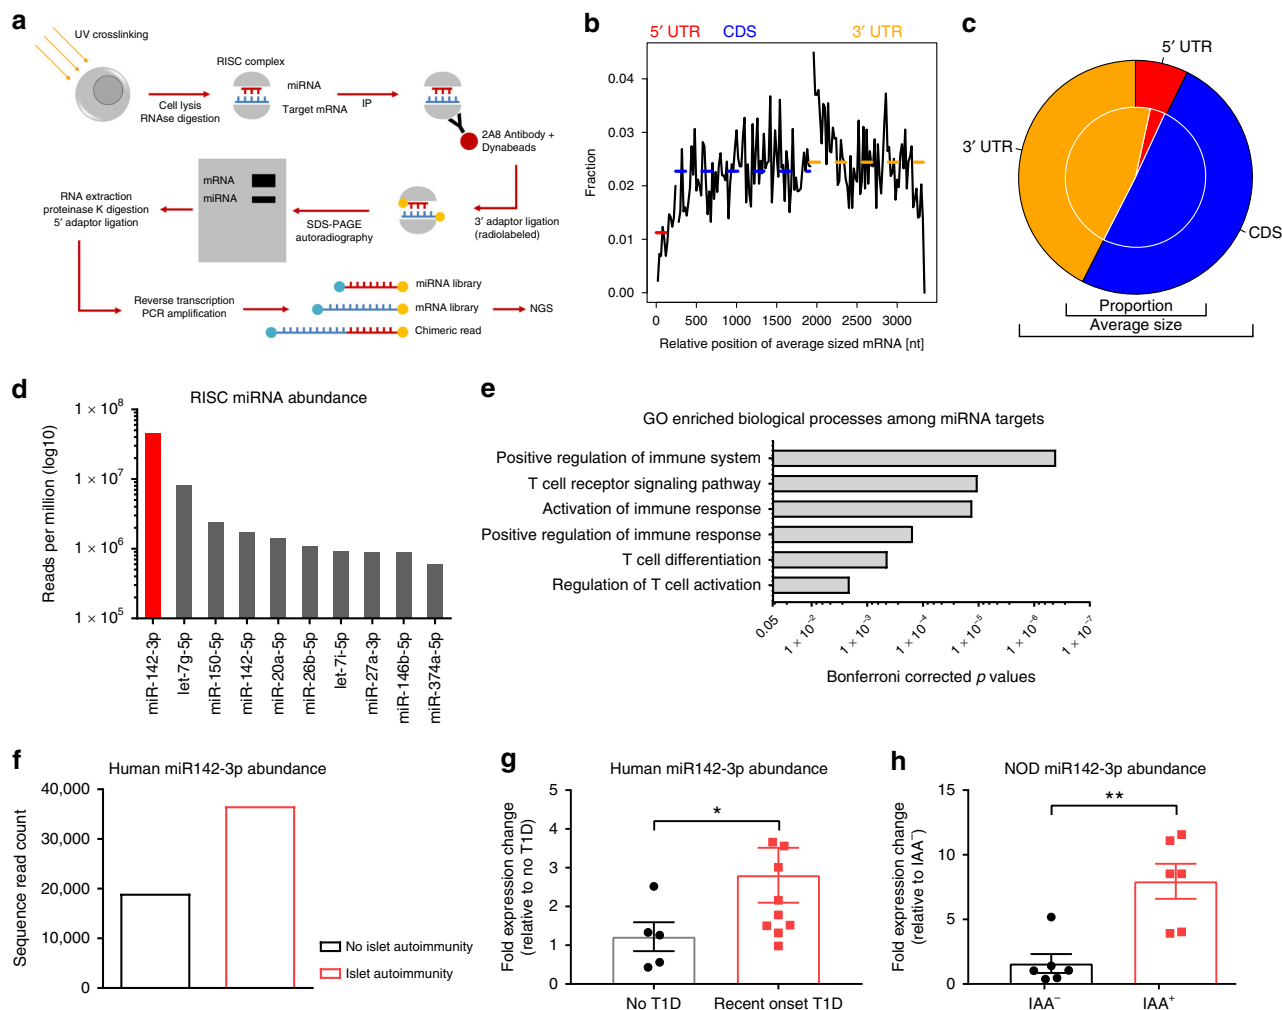 a
UV crosslinking
Cell lysis
RNAse digestion
RISC complex
miRNA
Target mRNA
IP
2A8 Antibody +
Dynabeads
3′ adaptor ligation
(radiolabeled)
SDS-PAGE
autoradiography
mRNA
miRNA
RNA extraction
proteinase K digestion
5′ adaptor ligation
Reverse transcription
PCR amplification
miRNA library
mRNA library
Chimeric read
NGS
b
5′ UTR CDS 3′ UTR
Fraction
0.04
0.03
0.02
0.01
0.00
0 500 1000 1500 2000 2500 3000
Relative position of average sized mRNA [nt]
c
5′ UTR
3′ UTR
CDS
Proportion
Average size
d
RISC miRNA abundance
Reads per million (log10)
1 × 10⁸
1 × 10⁷
1 × 10⁶
1 × 10⁵
miR-142-3p
let-7g-5p
miR-150-5p
miR-142-5p
miR-20a-5p
miR-26b-5p
let-7i-5p
miR-27a-3p
miR-146b-5p
miR-374a-5p
e
GO enriched biological processes among miRNA targets
Positive regulation of immune system
T cell receptor signaling pathway
Activation of immune response
Positive regulation of immune response
T cell differentiation
Regulation of T cell activation
0.05
1 × 10⁻²
1 × 10⁻³
1 × 10⁻⁴
1 × 10⁻⁵
1 × 10⁻⁶
1 × 10⁻⁷
Bonferroni corrected p values
f
Human miR142-3p abundance
Sequence read count
40,000
30,000
20,000
10,000
0
No islet autoimmunity
Islet autoimmunity
g
Human miR142-3p abundance
Fold expression change
(relative to no T1D)
5
4
3
2
1
0
*
No T1D
Recent onset T1D
h
NOD miR142-3p abundance
Fold expression change
(relative to IAA⁻)
15
10
5
0
**
IAA⁻
IAA⁺